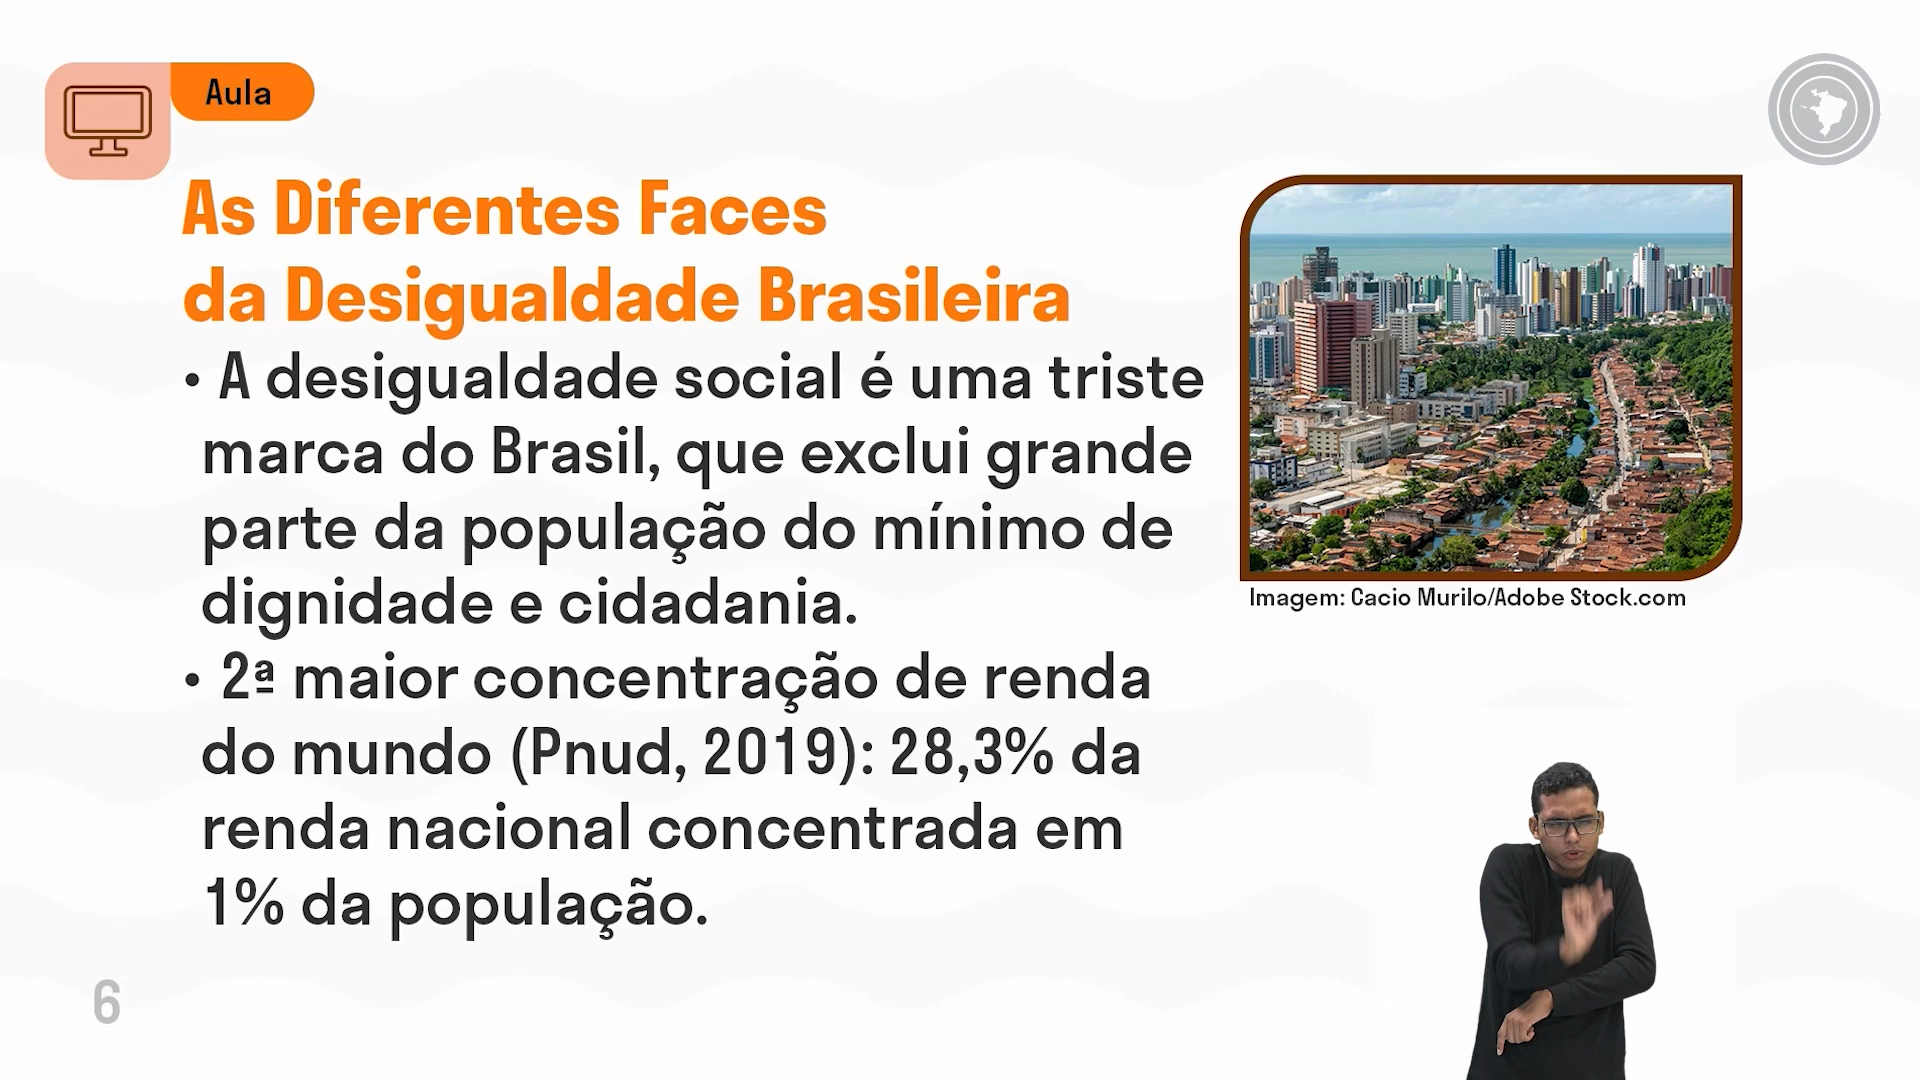 Aula
As Diferentes Faces
da Desigualdade Brasileira
• A desigualdade social é uma triste
marca do Brasil, que exclui grande
parte da população do mínimo de
dignidade e cidadania.
• 2ª maior concentração de renda
do mundo (Pnud, 2019): 28,3% da
renda nacional concentrada em
1% da população.
Imagem: Cacio Murilo/Adobe Stock.com
6